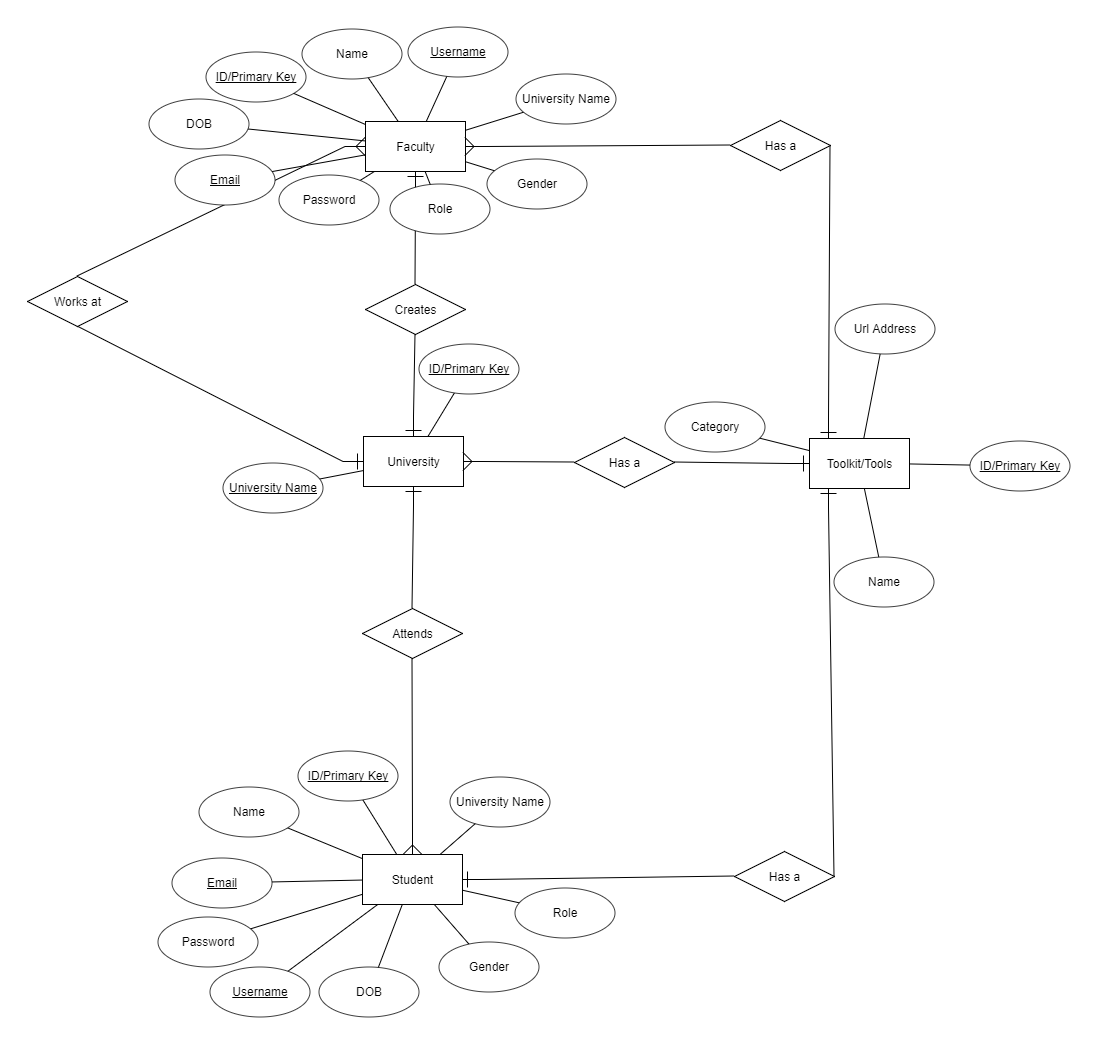 Name
Username
ID/Primary Key
University Name
DOB
Faculty
Has a
Email
Password
Role
Gender
Works at
Creates
Url Address
ID/Primary Key
Category
University
Has a
Toolkit/Tools
ID/Primary Key
University Name
Name
Attends
ID/Primary Key
University Name
Name
Student
Has a
Email
Role
Password
Gender
Username
DOB